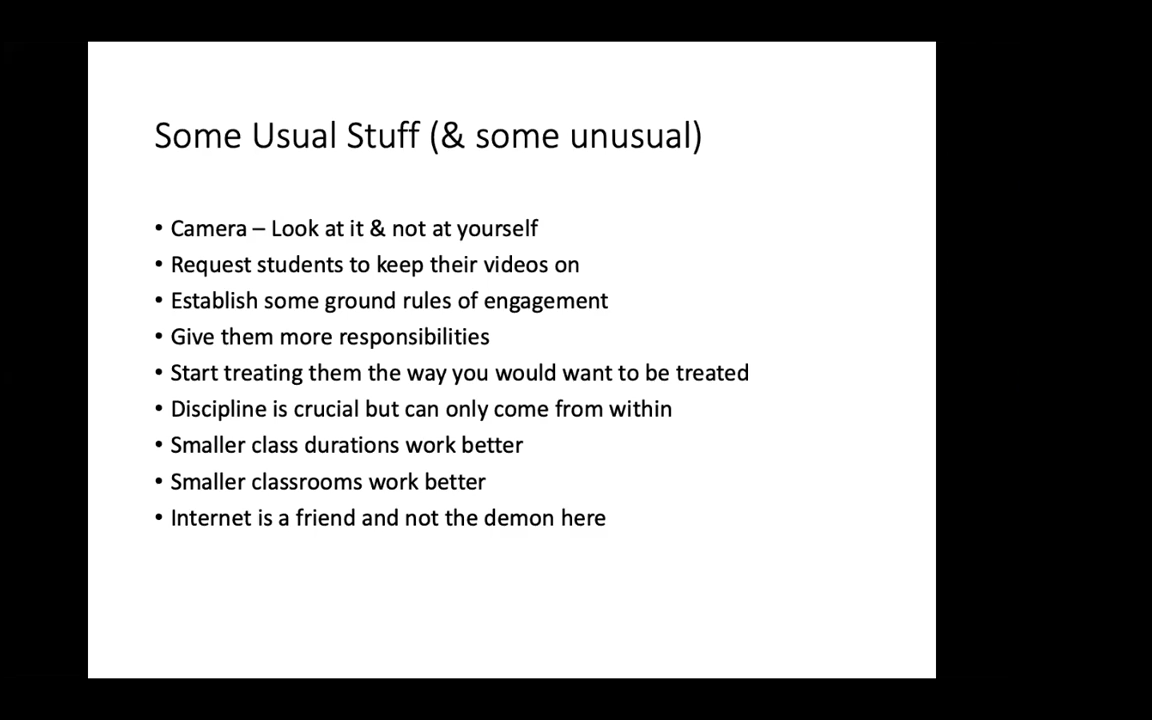 Some Usual Stuff (& some unusual)
• Camera – Look at it & not at yourself
• Request students to keep their videos on
• Establish some ground rules of engagement
• Give them more responsibilities
• Start treating them the way you would want to be treated
• Discipline is crucial but can only come from within
• Smaller class durations work better
• Smaller classrooms work better
• Internet is a friend and not the demon here